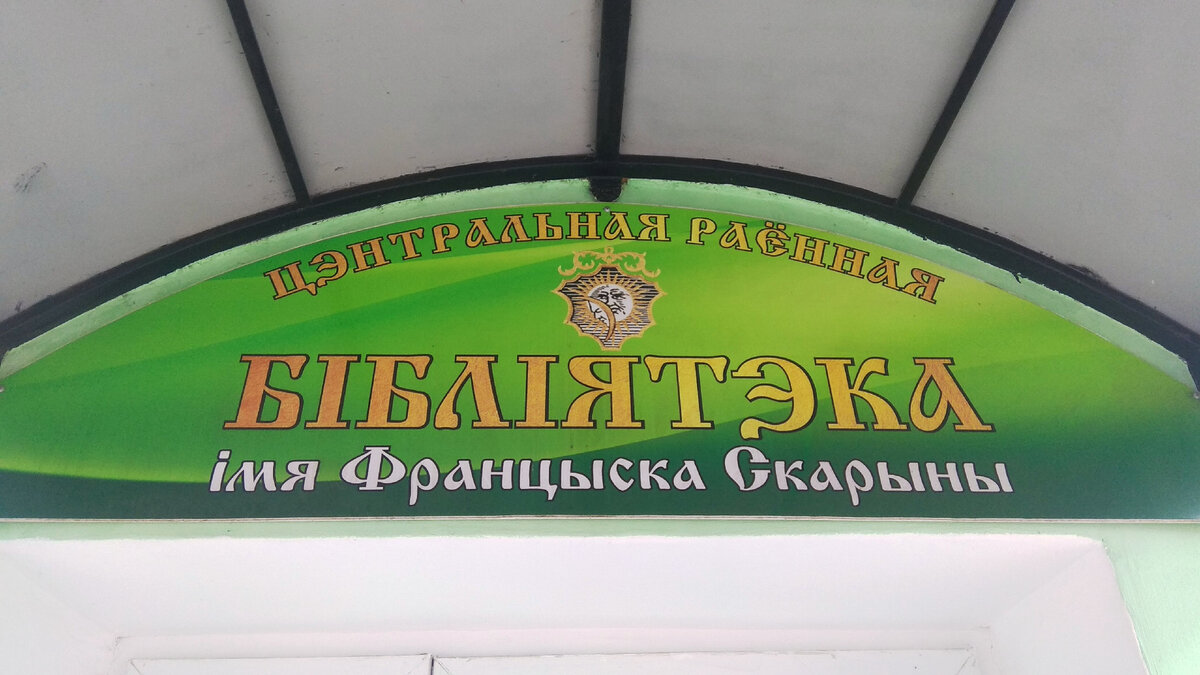 ЦЭНТРАЛЬНАЯ РАЁННАЯ
БІБЛІЯТЭКА
імя Францыска Скарыны